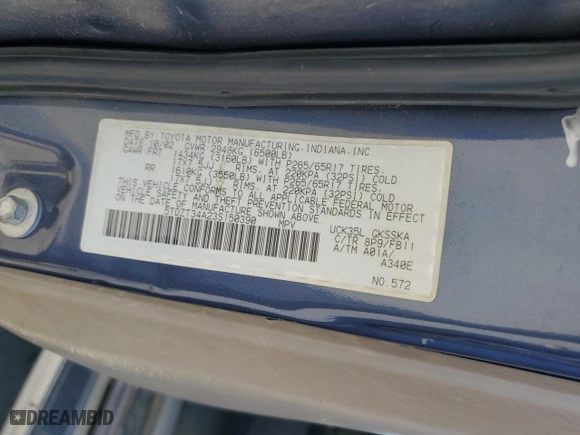 MFD.BY TOYOTA MOTOR MANUFACTURING.INDIANA.INC
DATE 10/02 GVWR 2948KG (6500LB)
GAWR FRT 1434KG (3160LB) WITH P265/65R17 TIRES.
17X7.5JJ RIMS. AT 220KPA (32PSI) COLD
RR 1610KG (3550LB) WITH P265/65R17 TIRES.
17X7.5JJ RIMS. AT 220KPA (32PSI) COLD
THIS VEHICLE CONFORMS TO ALL APPLICABLE FEDERAL MOTOR
VEHICLE SAFETY AND THEFT PREVENTION STANDARDS IN EFFECT
ON THE DATE OF MANUFACTURE SHOWN ABOVE.
5TDZT34A23S150390 MPV
UCK35L GKSSKA
C/TR 8P9/FB11
A/TM A01A/
A340E
NO.572
DREAMBID